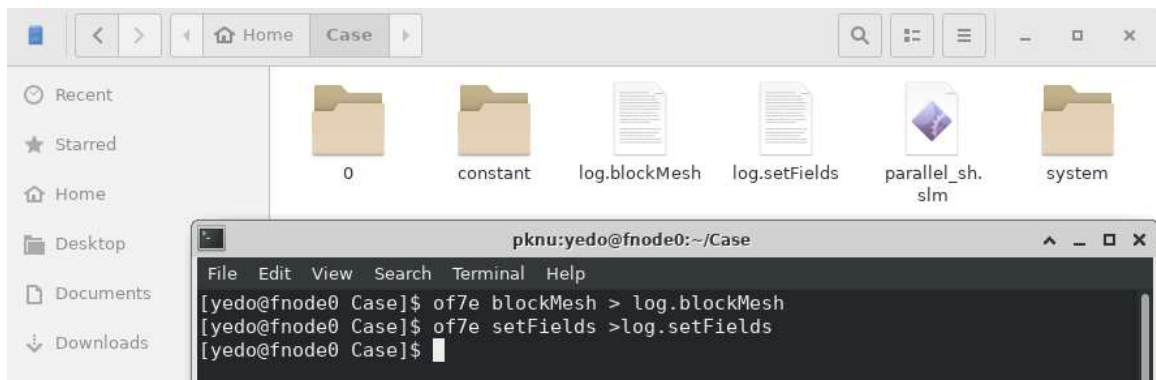 Home Case
Recent
Starred
Home
Desktop
Documents
Downloads
0
constant
log.blockMesh
log.setFields
parallel_sh.
slm
system
pknu:yedo@fnode0:~/Case
File Edit View Search Terminal Help
[yedo@fnode0 Case]$ of7e blockMesh > log.blockMesh
[yedo@fnode0 Case]$ of7e setFields >log.setFields
[yedo@fnode0 Case]$